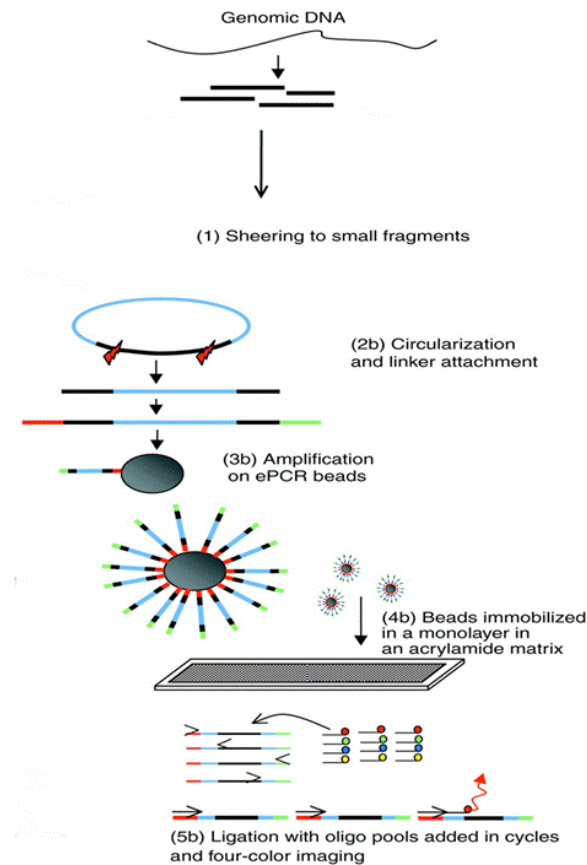 Genomic DNA
(1) Sheering to small fragments
(2b) Circularization
and linker attachment
(3b) Amplification
on ePCR beads
(4b) Beads immobilized
in a monolayer in
an acrylamide matrix
(5b) Ligation with oligo pools added in cycles
and four-color imaging